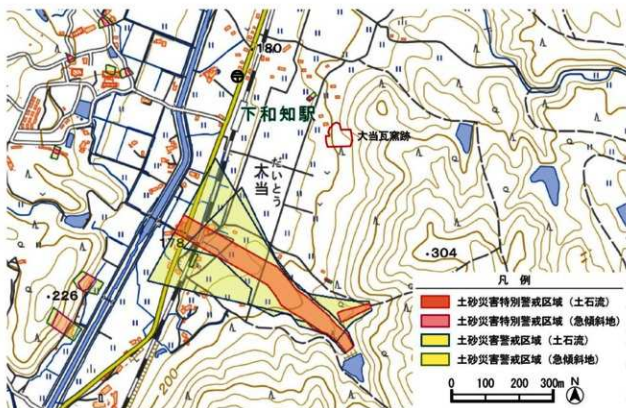 180
下和知駅
大当瓦窯跡
だいとう
大当
178
304
226
200
凡 例
土砂災害特別警戒区域（土石流）
土砂災害特別警戒区域（急傾斜地）
土砂災害警戒区域（土石流）
土砂災害警戒区域（急傾斜地）
0 100 200 300m N